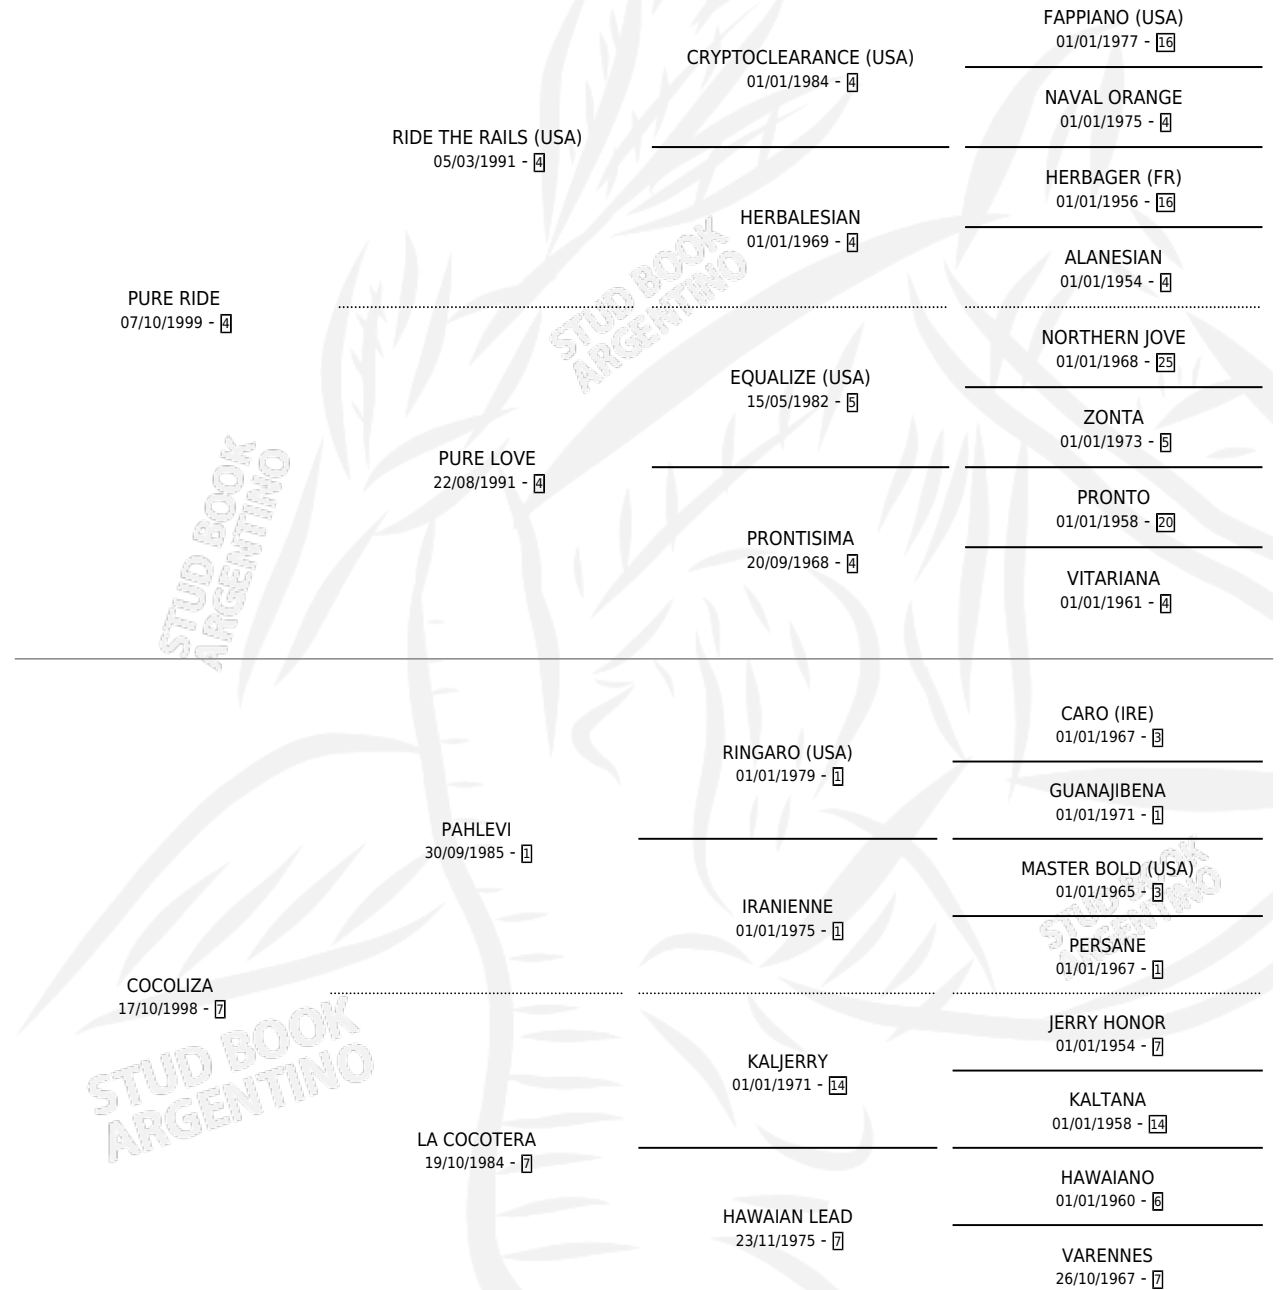 FAPPIANO (USA)
01/01/1977 - 16
CRYPTOCLEARANCE (USA)
01/01/1984 - 4
NAVAL ORANGE
01/01/1975 - 4
RIDE THE RAILS (USA)
05/03/1991 - 4
HERBAGER (FR)
01/01/1956 - 16
HERBALESIAN
01/01/1969 - 4
ALANESIAN
01/01/1954 - 4
PURE RIDE
07/10/1999 - 4
NORTHERN JOVE
01/01/1968 - 25
EQUALIZE (USA)
15/05/1982 - 5
ZONTA
01/01/1973 - 5
PURE LOVE
22/08/1991 - 4
PRONTO
01/01/1958 - 20
PRONTISIMA
20/09/1968 - 4
VITARIANA
01/01/1961 - 4
CARO (IRE)
01/01/1967 - 3
RINGARO (USA)
01/01/1979 - 1
GUANAJIBENA
01/01/1971 - 1
PAHLEVI
30/09/1985 - 1
MASTER BOLD (USA)
01/01/1965 - 3
IRANIENNE
01/01/1975 - 1
PERSANE
01/01/1967 - 1
COCOLIZA
17/10/1998 - 7
JERRY HONOR
01/01/1954 - 7
KALJERRY
01/01/1971 - 14
KALTANA
01/01/1958 - 14
LA COCOTERA
19/10/1984 - 7
HAWAIANO
01/01/1960 - 6
HAWAIAN LEAD
23/11/1975 - 7
VARENNES
26/10/1967 - 7
STUD BOOK
ARGENTINO
STUD BOOK
ARGENTINO
STUD BOOK
ARGENTINO
STUD BOOK
ARGENTINO